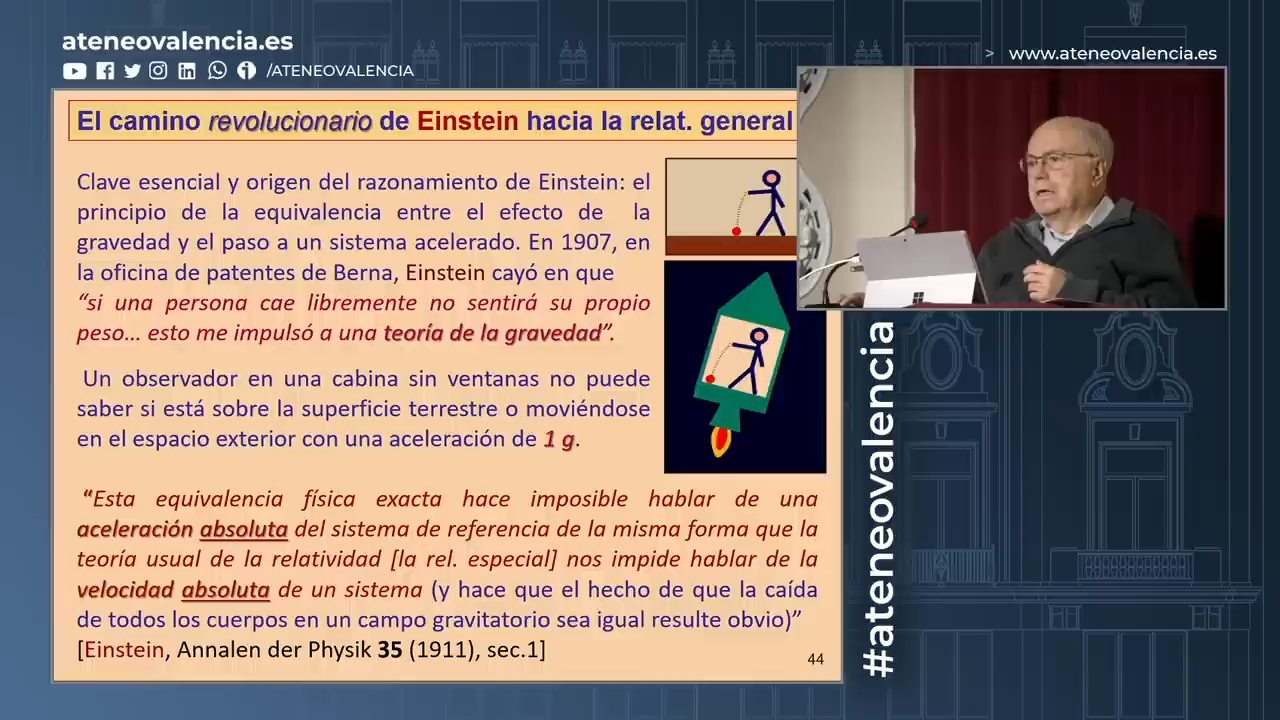 ateneovalencia.es
/ATENEOVALENCIA
> www.ateneovalencia.es
El camino revolucionario de Einstein hacia la relat. general
Clave esencial y origen del razonamiento de Einstein: el
principio de la equivalencia entre el efecto de la
gravedad y el paso a un sistema acelerado. En 1907, en
la oficina de patentes de Berna, Einstein cayó en que
“si una persona cae libremente no sentirá su propio
peso... esto me impulsó a una teoría de la gravedad”.
Un observador en una cabina sin ventanas no puede
saber si está sobre la superficie terrestre o moviéndose
en el espacio exterior con una aceleración de 1 g.
“Esta equivalencia física exacta hace imposible hablar de una
aceleración absoluta del sistema de referencia de la misma forma que la
teoría usual de la relatividad [la rel. especial] nos impide hablar de la
velocidad absoluta de un sistema (y hace que el hecho de que la caída
de todos los cuerpos en un campo gravitatorio sea igual resulte obvio)”
[Einstein, Annalen der Physik 35 (1911), sec.1]
44
#ateneovalencia